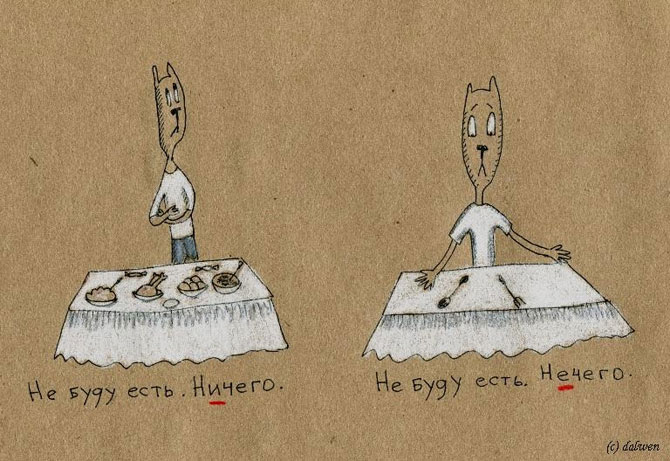 Не буду есть. Ничего.
Не буду есть. Нечего.
(c) dalwen